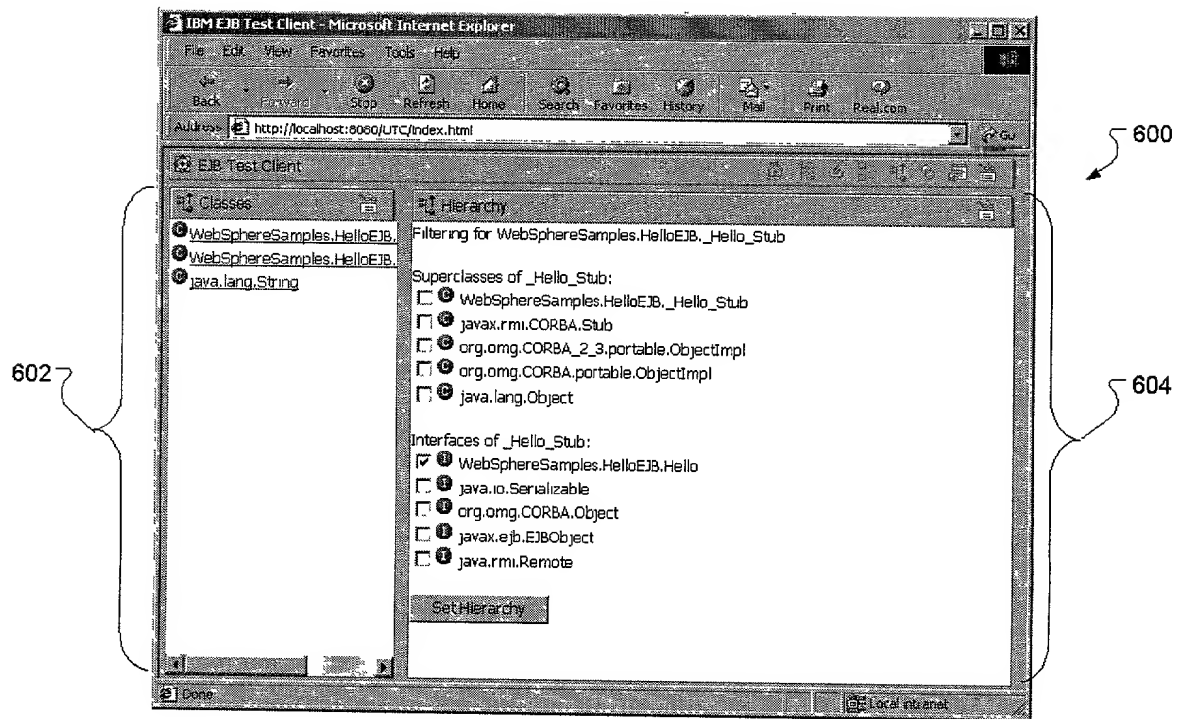 IBM EJB Test Client - Microsoft Internet Explorer
File Edit View Favorites Tools Help
Back Forward Stop Refresh Home Search Favorites History Mail Print Real.com
Address http://localhost:8080/UTC/Index.html Go
600
EJB Test Client
Classes
Hierarchy
WebSphereSamples.HelloEJB.
WebSphereSamples.HelloEJB.
java.lang.String
Filtering for WebSphereSamples.HelloEJB._Hello_Stub
Superclasses of _Hello_Stub:
C WebSphereSamples.HelloEJB._Hello_Stub
C javax.rmi.CORBA.Stub
C org.omg.CORBA_2_3.portable.ObjectImpl
C org.omg.CORBA.portable.ObjectImpl
C java.lang.Object
602
604
Interfaces of _Hello_Stub:
I WebSphereSamples.HelloEJB.Hello
I java.io.Serializable
I org.omg.CORBA.Object
I javax.ejb.EJBObject
I java.rmi.Remote
Set Hierarchy
Done
Local intranet